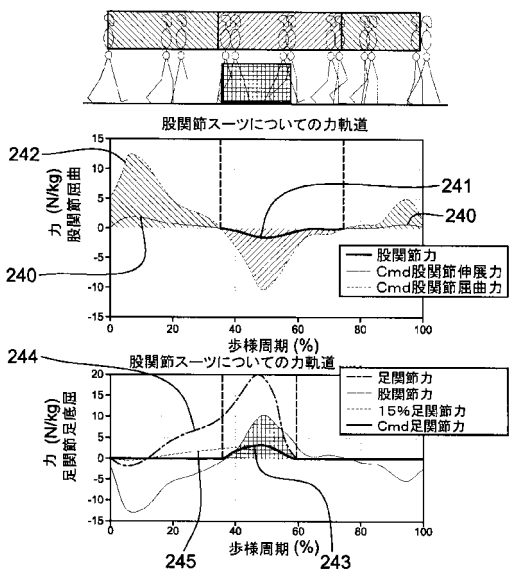 股関節スーツについての力軌道
242
15
10
5
0
-5
-10
-15
力 (N/kg)
股関節屈曲
241
240
240
股関節力
Cmd股関節伸展力
Cmd股関節屈曲力
0 20 40 60 80 100
歩様周期(%)
244
股関節スーツについての力軌道
20
15
10
5
0
-5
-10
-15
力 (N/kg)
足関節足底屈
足関節力
股関節力
15%足関節力
Cmd足関節力
0 20 40 60 80 100
歩様周期(%)
245
243